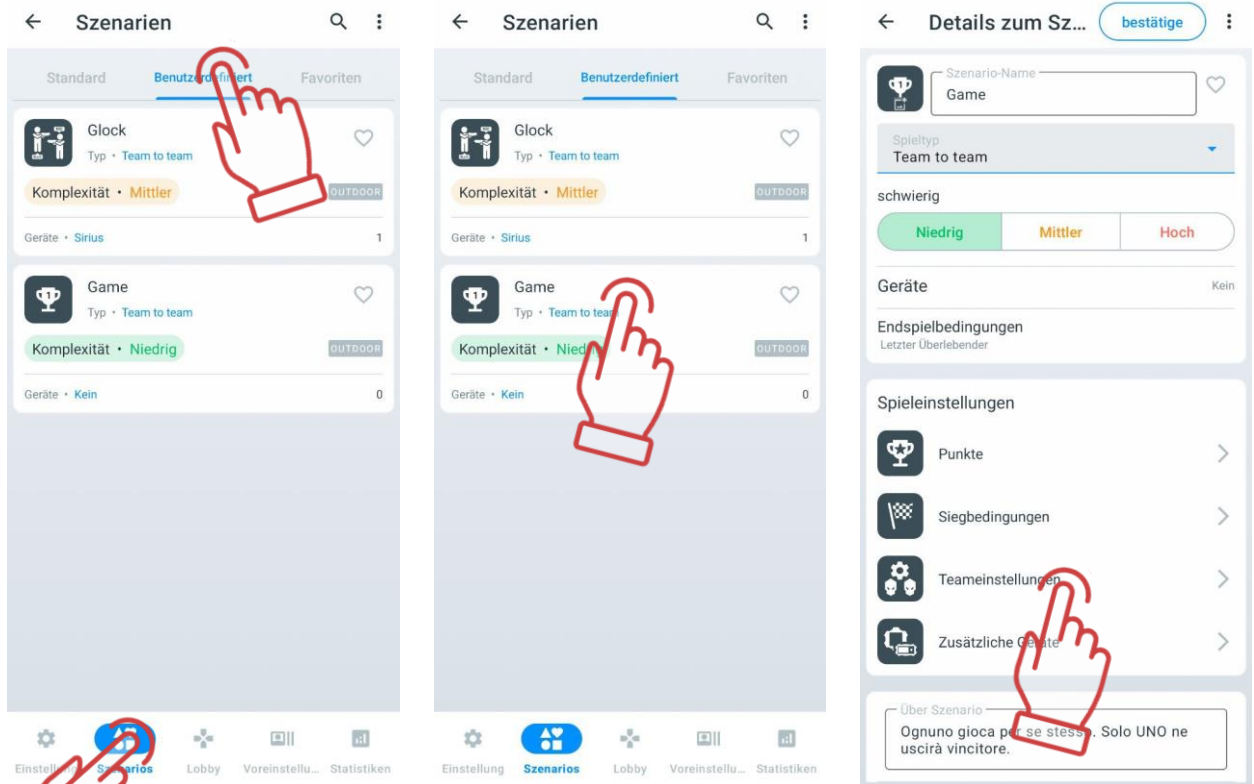 Szenarien
Standard Benutzerdefiniert Favoriten
Glock
Typ • Team to team
Komplexität • Mittler
OUTDOOR
Geräte • Sirius 1
Game
Typ • Team to team
Komplexität • Niedrig
OUTDOOR
Geräte • Kein 0
Einstellung Szenarios Lobby Voreinstellu... Statistiken
Szenarien
Standard Benutzerdefiniert Favoriten
Glock
Typ • Team to team
Komplexität • Mittler
OUTDOOR
Geräte • Sirius 1
Game
Typ • Team to team
Komplexität • Niedrig
OUTDOOR
Geräte • Kein 0
Einstellung Szenarios Lobby Voreinstellu... Statistiken
Details zum Sz... bestätige
Szenario-Name
Game
Spieltyp
Team to team
schwierig
Niedrig Mittler Hoch
Geräte Kein
Endspielbedingungen
Letzter Überlebender
Spieleinstellungen
Punkte
Siegbedingungen
Teameinstellungen
Zusätzliche Geräte
Über Szenario
Ognuno gioca per se stesso. Solo UNO ne
uscirà vincitore.